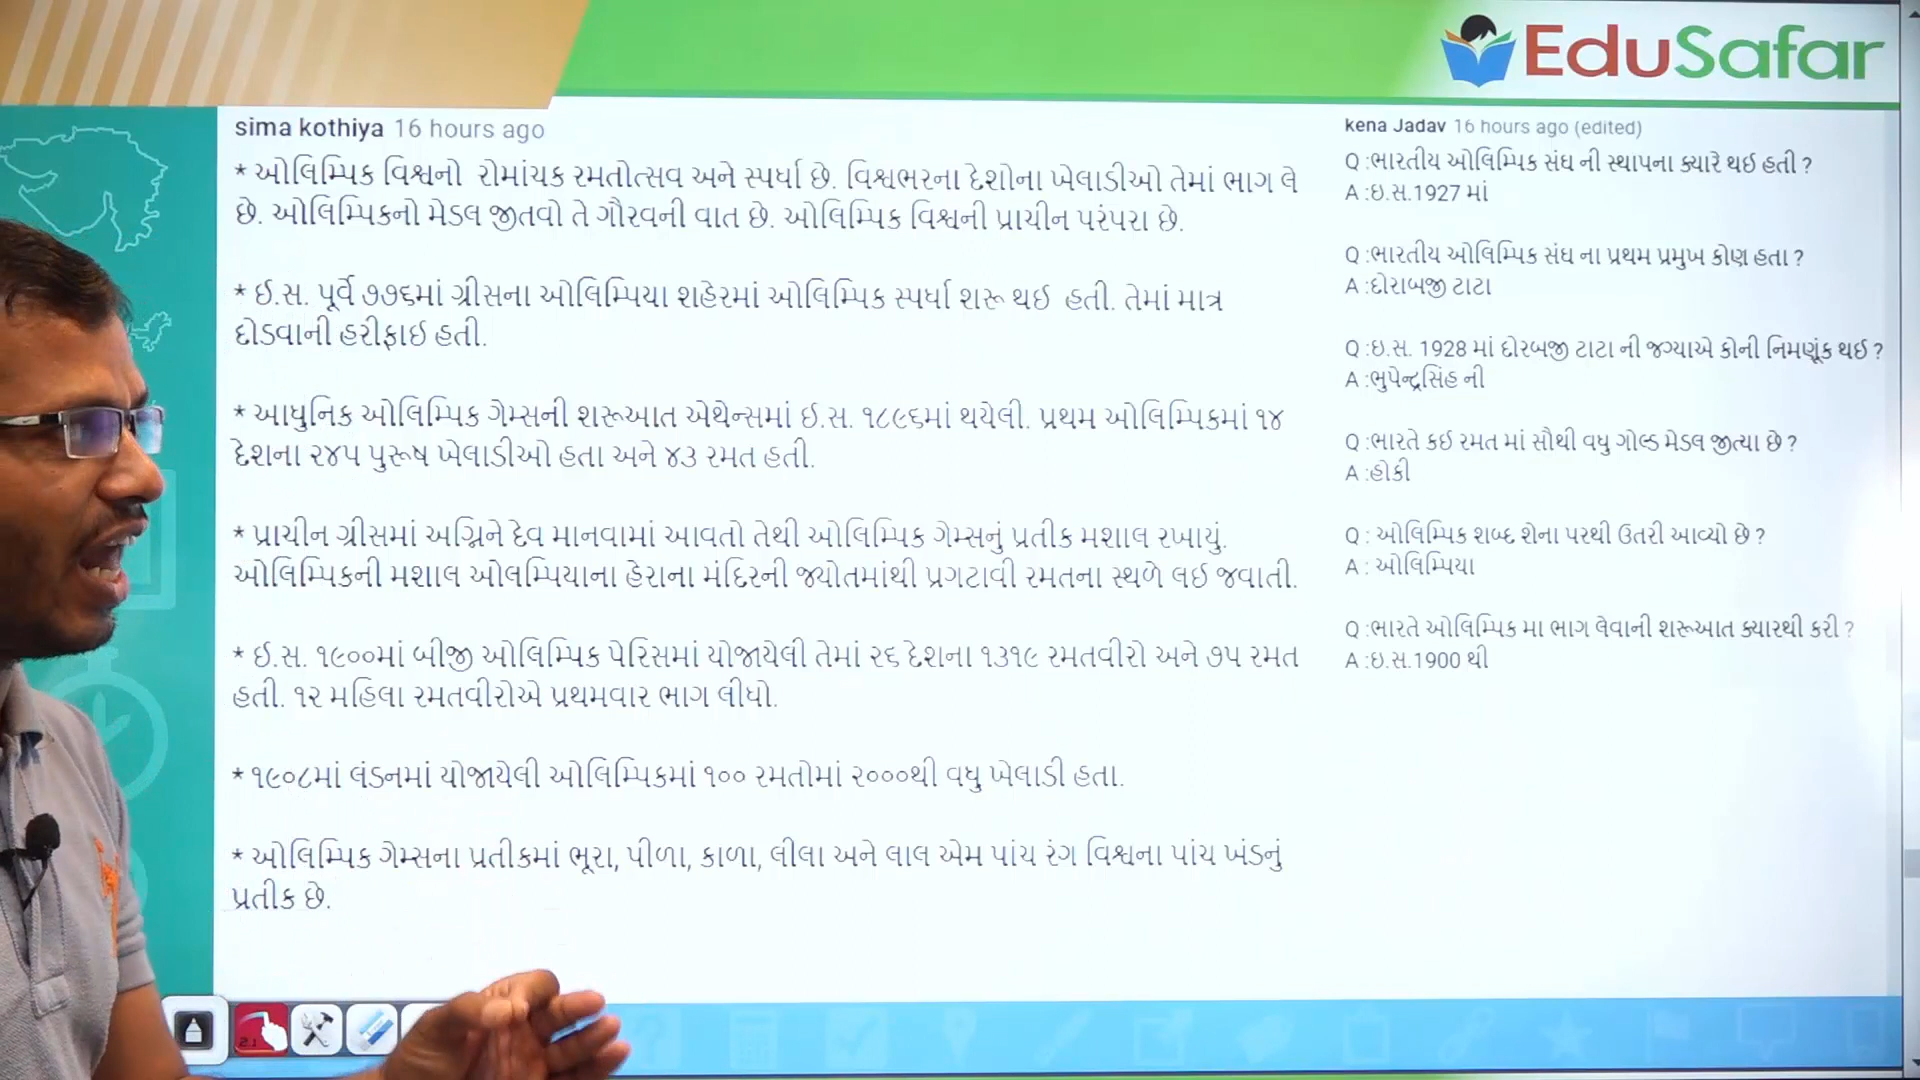 EduSafar
sima kothiya 16 hours ago
* ઓલિમ્પિક વિશ્વનો રોમાંચક રમતોત્સવ અને સ્પર્ધા છે. વિશ્વભરના દેશોના ખેલાડીઓ તેમાં ભાગ લે
છે. ઓલિમ્પિકનો મેડલ જીતવો તે ગૌરવની વાત છે. ઓલિમ્પિક વિશ્વની પ્રાચીન પરંપરા છે.
* ઈ.સ. પૂર્વે ૭૭૬માં ગ્રીસના ઓલિમ્પિયા શહેરમાં ઓલિમ્પિક સ્પર્ધા શરૂ થઈ હતી. તેમાં માત્ર
દોડવાની હરીફાઈ હતી.
* આધુનિક ઓલિમ્પિક ગેમ્સની શરૂઆત એથેન્સમાં ઈ.સ. ૧૮૯૬માં થયેલી. પ્રથમ ઓલિમ્પિકમાં ૧૪
દેશના ૨૪૫ પુરૂષ ખેલાડીઓ હતા અને ૪૩ રમત હતી.
* પ્રાચીન ગ્રીસમાં અગ્નિને દેવ માનવામાં આવતો તેથી ઓલિમ્પિક ગેમ્સનું પ્રતીક મશાલ રખાયું.
ઓલિમ્પિકની મશાલ ઓલમ્પિયાના હેરાના મંદિરની જ્યોતમાંથી પ્રગટાવી રમતના સ્થળે લઈ જવાતી.
* ઈ.સ. ૧૯૦૦માં બીજી ઓલિમ્પિક પેરિસમાં યોજાયેલી તેમાં ૨૬ દેશના ૧૩૧૯ રમતવીરો અને ૭૫ રમત
હતી. ૧૨ મહિલા રમતવીરોએ પ્રથમવાર ભાગ લીધો.
* ૧૯૦૮માં લંડનમાં યોજાયેલી ઓલિમ્પિકમાં ૧૦૦ રમતોમાં ૨૦૦૦થી વધુ ખેલાડી હતા.
* ઓલિમ્પિક ગેમ્સના પ્રતીકમાં ભૂરા, પીળા, કાળા, લીલા અને લાલ એમ પાંચ રંગ વિશ્વના પાંચ ખંડનું
પ્રતીક છે.
kena Jadav 16 hours ago (edited)
Q :ભારતીય ઓલિમ્પિક સંઘ ની સ્થાપના ક્યારે થઈ હતી ?
A :ઇ.સ.1927 માં
Q :ભારતીય ઓલિમ્પિક સંઘ ના પ્રથમ પ્રમુખ કોણ હતા ?
A :દોરાબજી ટાટા
Q :ઇ.સ. 1928 માં દોરબજી ટાટા ની જગ્યાએ કોની નિમણૂંક થઈ ?
A :ભુપેન્દ્રસિંહ ની
Q :ભારતે કઈ રમત માં સૌથી વધુ ગોલ્ડ મેડલ જીત્યા છે ?
A :હોકી
Q : ઓલિમ્પિક શબ્દ શેના પરથી ઉતરી આવ્યો છે ?
A : ઓલિમ્પિયા
Q :ભારતે ઓલિમ્પિક મા ભાગ લેવાની શરૂઆત ક્યારથી કરી ?
A :ઇ.સ.1900 થી